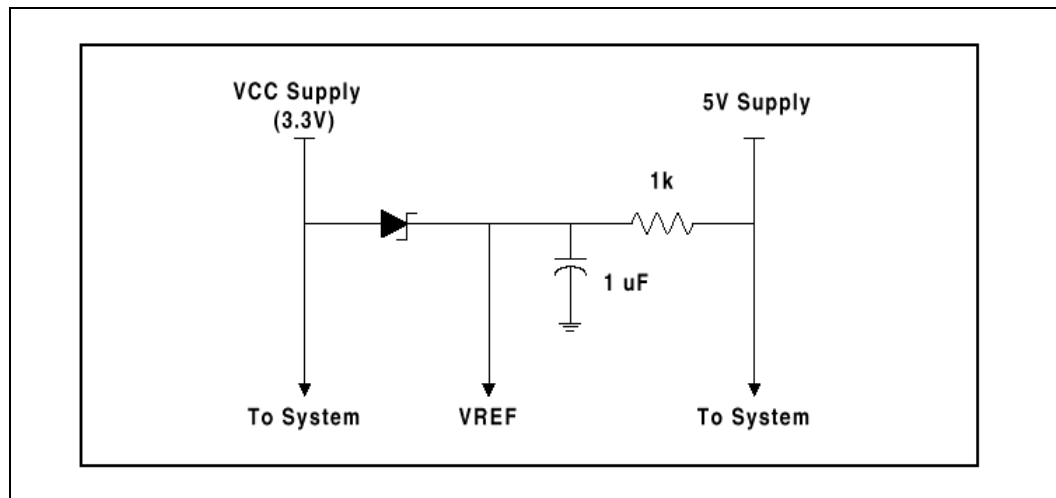 VCC Supply
(3.3V)
5V Supply
1k
1 uF
To System
VREF
To System